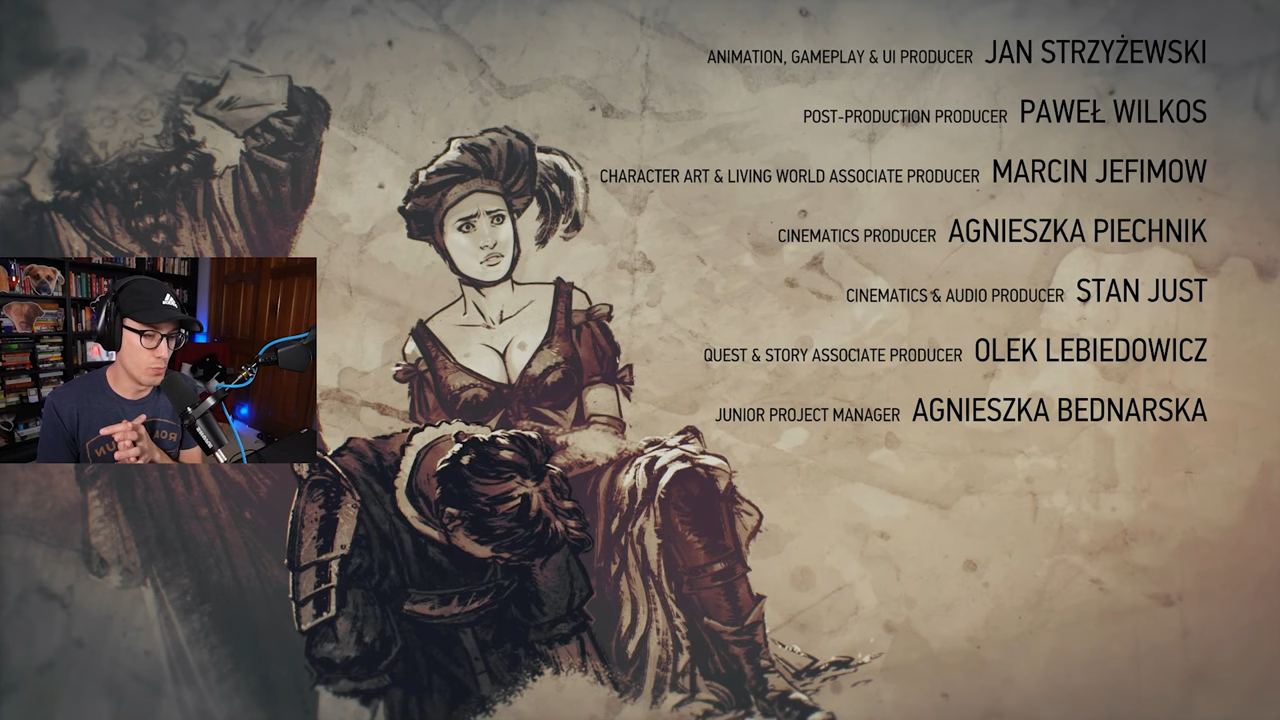 ANIMATION, GAMEPLAY & UI PRODUCER JAN STRZYŻEWSKI
POST-PRODUCTION PRODUCER PAWEŁ WILKOS
CHARACTER ART & LIVING WORLD ASSOCIATE PRODUCER MARCIN JEFIMOW
CINEMATICS PRODUCER AGNIESZKA PIECHNIK
CINEMATICS & AUDIO PRODUCER STAN JUST
QUEST & STORY ASSOCIATE PRODUCER OLEK LEBIEDOWICZ
JUNIOR PROJECT MANAGER AGNIESZKA BEDNARSKA